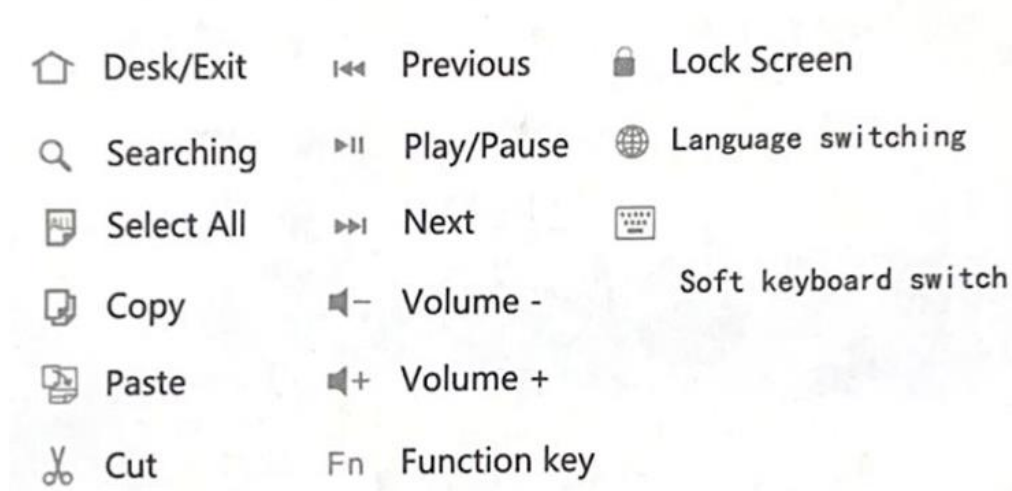 Desk/Exit
Searching
Select All
Copy
Paste
Cut
Previous
Play/Pause
Next
Volume -
Volume +
Fn Function key
Lock Screen
Language switching
Soft keyboard switch